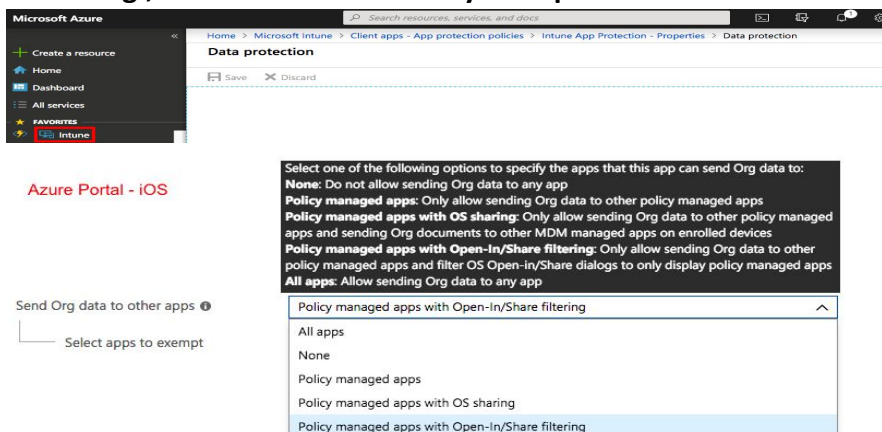 Microsoft Azure
Search resources, services, and docs
Home > Microsoft Intune > Client apps - App protection policies > Intune App Protection - Properties > Data protection
Create a resource
Data protection
Home
Save Discard
Dashboard
All services
FAVORITES
Intune
Azure Portal - iOS
Select one of the following options to specify the apps that this app can send Org data to:
None: Do not allow sending Org data to any app
Policy managed apps: Only allow sending Org data to other policy managed apps
Policy managed apps with OS sharing: Only allow sending Org data to other policy managed
apps and sending Org documents to other MDM managed apps on enrolled devices
Policy managed apps with Open-In/Share filtering: Only allow sending Org data to other
policy managed apps and filter OS Open-in/Share dialogs to only display policy managed apps
All apps: Allow sending Org data to any app
Send Org data to other apps
Policy managed apps with Open-In/Share filtering
Select apps to exempt
All apps
None
Policy managed apps
Policy managed apps with OS sharing
Policy managed apps with Open-In/Share filtering